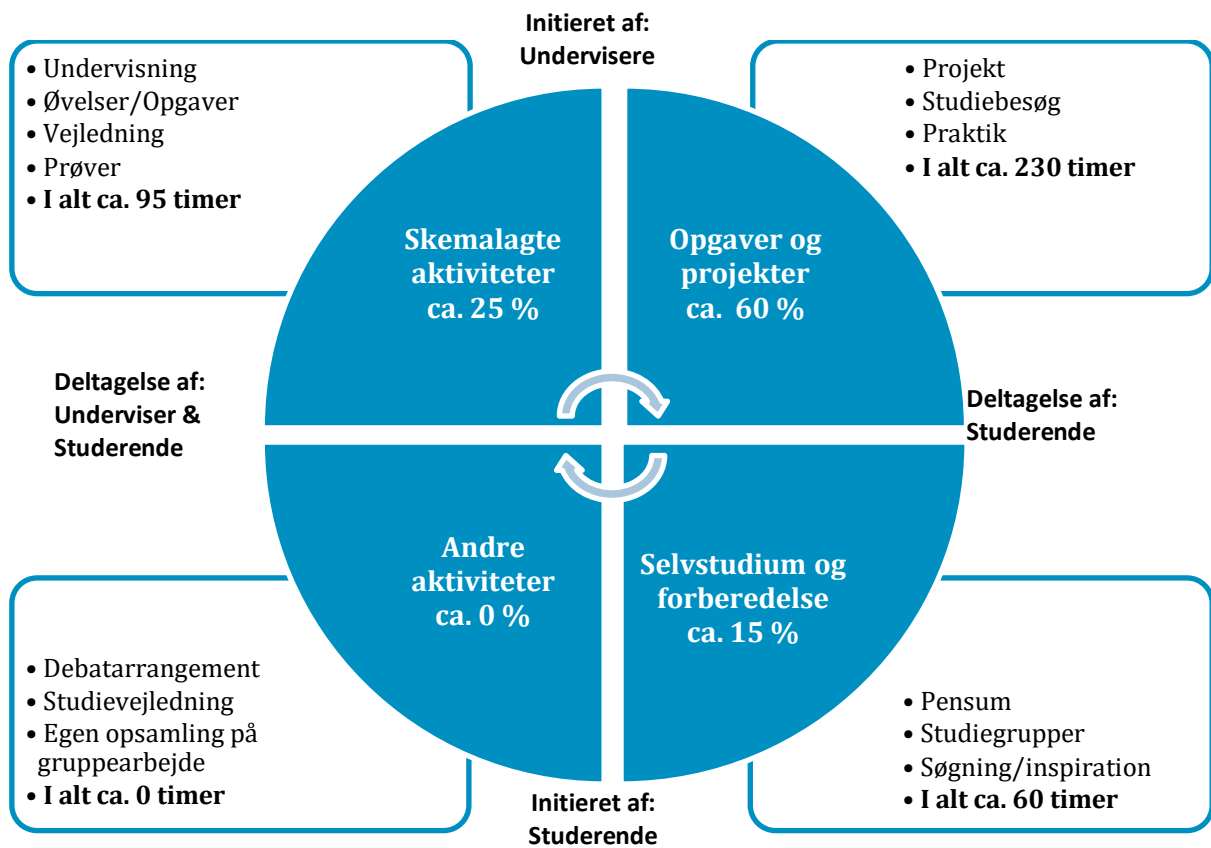 Initieret af:
Undervisere
• Undervisning
• Øvelser/Opgaver
• Vejledning
• Prøver
• I alt ca. 95 timer
• Projekt
• Studiebesøg
• Praktik
• I alt ca. 230 timer
Skemalagte
aktiviteter
ca. 25 %
Opgaver og
projekter
ca. 60 %
Deltagelse af:
Underviser &
Studerende
Deltagelse af:
Studerende
Andre
aktiviteter
ca. 0 %
Selvstudium og
forberedelse
ca. 15 %
• Debatarrangement
• Studievejledning
• Egen opsamling på
gruppearbejde
• I alt ca. 0 timer
• Pensum
• Studiegrupper
• Søgning/inspiration
• I alt ca. 60 timer
Initieret af:
Studerende